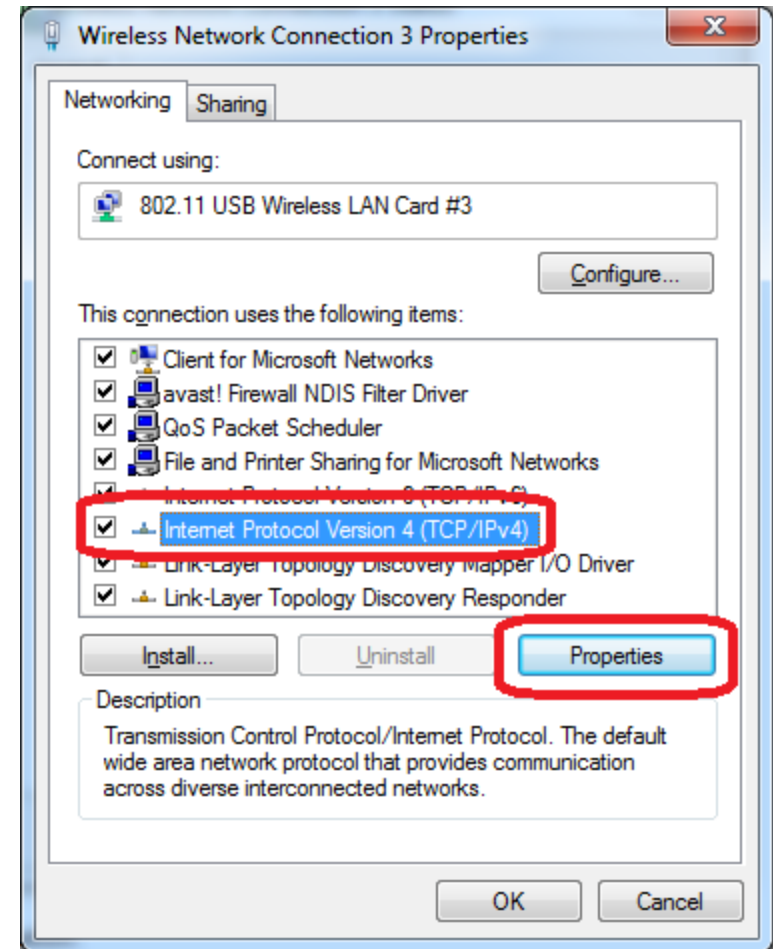 Wireless Network Connection 3 Properties
Networking
Sharing
Connect using:
802.11 USB Wireless LAN Card #3
Configure...
This connection uses the following items:
Client for Microsoft Networks
avast! Firewall NDIS Filter Driver
QoS Packet Scheduler
File and Printer Sharing for Microsoft Networks
Internet Protocol Version 6 (TCP/IPv6)
Internet Protocol Version 4 (TCP/IPv4)
Link-Layer Topology Discovery Mapper I/O Driver
Link-Layer Topology Discovery Responder
Install...
Uninstall
Properties
Description
Transmission Control Protocol/Internet Protocol. The default
wide area network protocol that provides communication
across diverse interconnected networks.
OK
Cancel